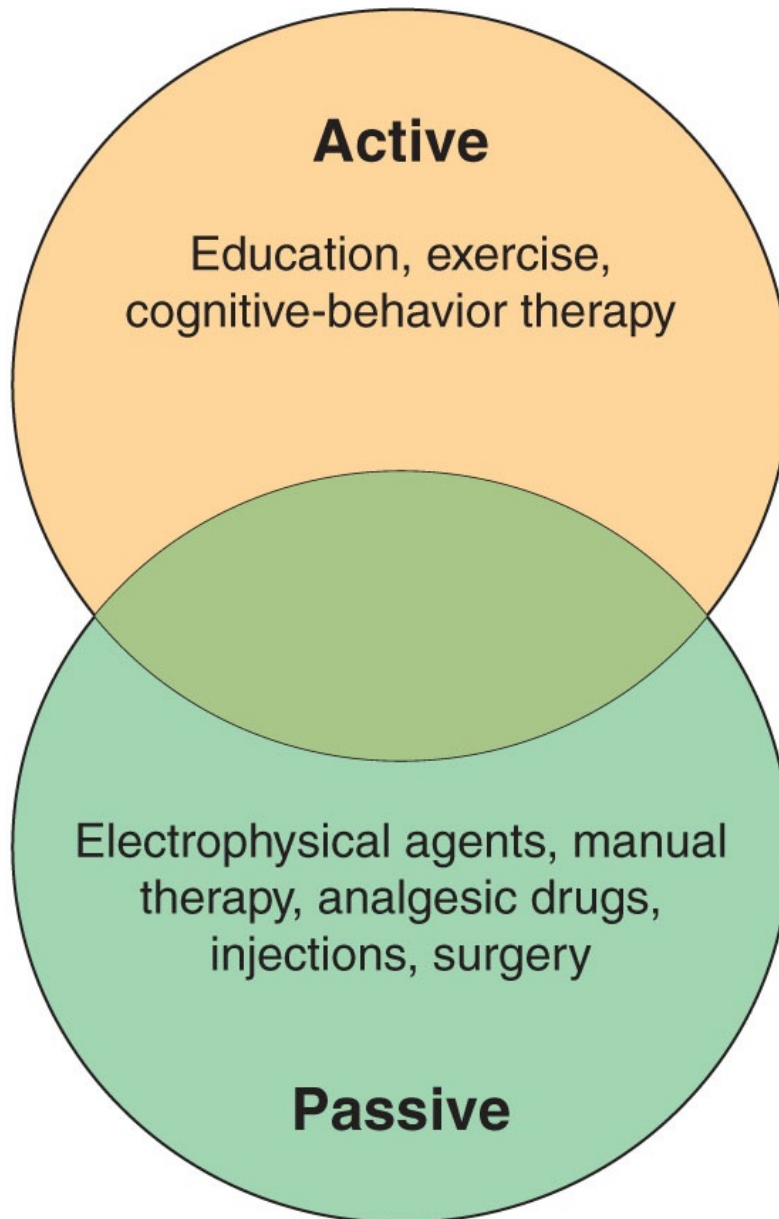 Active
Education, exercise,
cognitive-behavior therapy
Electrophysical agents, manual
therapy, analgesic drugs,
injections, surgery
Passive